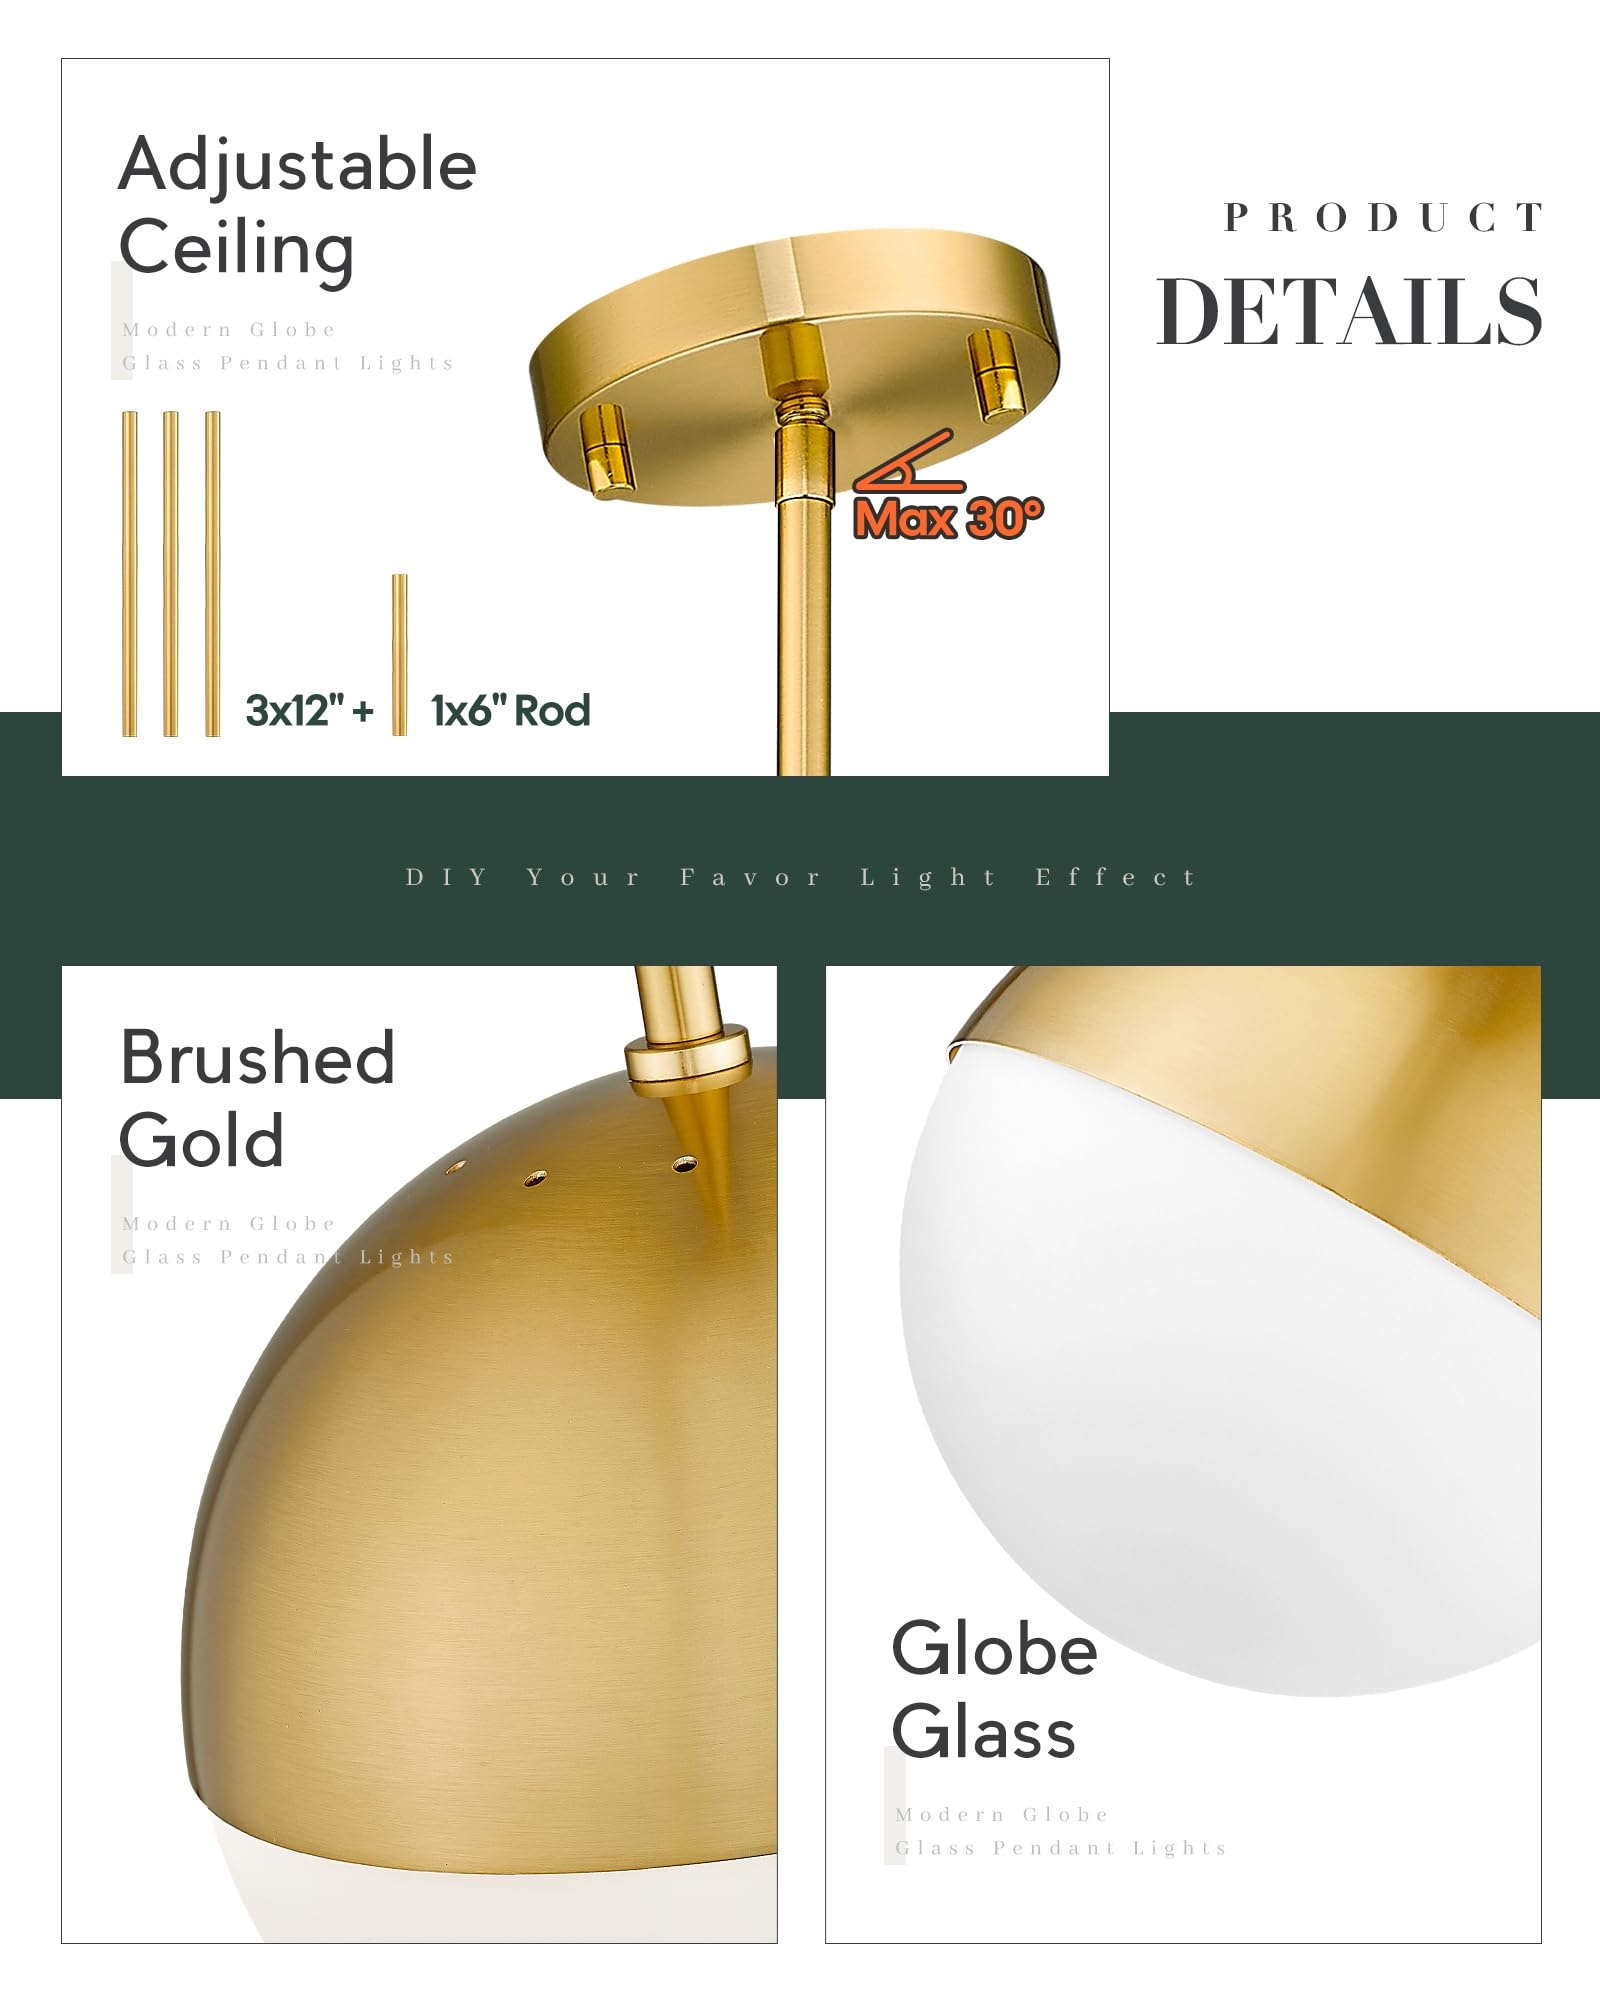 Adjustable
Ceiling
Modern Globe
Glass Pendant Lights
3x12" + 1x6" Rod
Max 30°
PRODUCT
DETAILS
DIY Your Favor Light Effect
Brushed
Gold
Modern Globe
Glass Pendant Lights
Globe
Glass
Modern Globe
Glass Pendant Lights